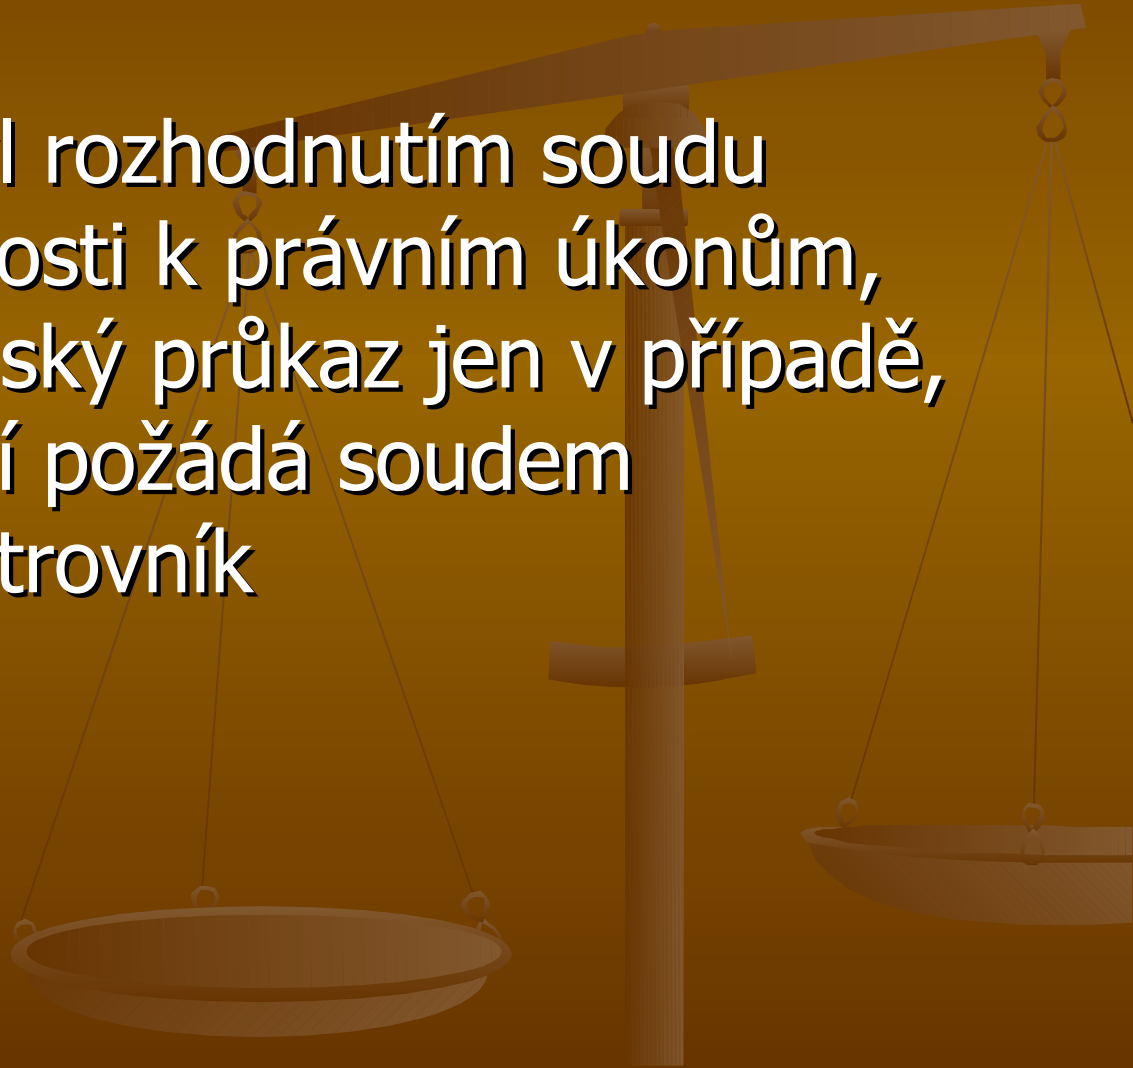 l rozhodnutím soudu
osti k právním úkonům,
ský průkaz jen v případě,
í požádá soudem
trovník